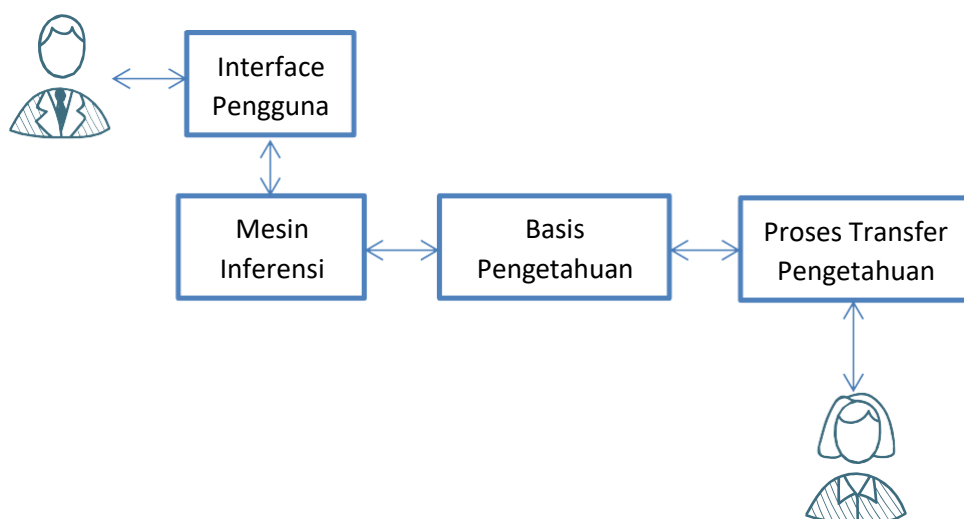 Interface
Pengguna
Mesin
Inferensi
Basis
Pengetahuan
Proses Transfer
Pengetahuan